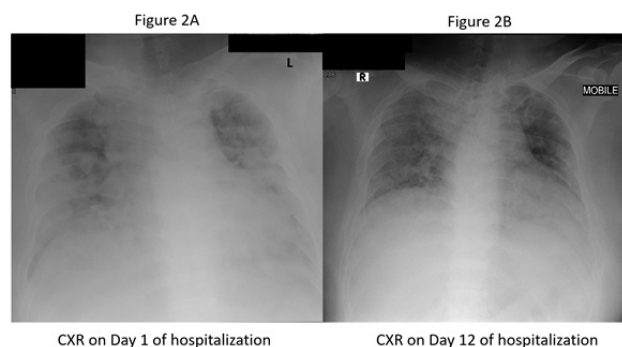 Figure 2A
Figure 2B
L
R
MOBILE
CXR on Day 1 of hospitalization
CXR on Day 12 of hospitalization